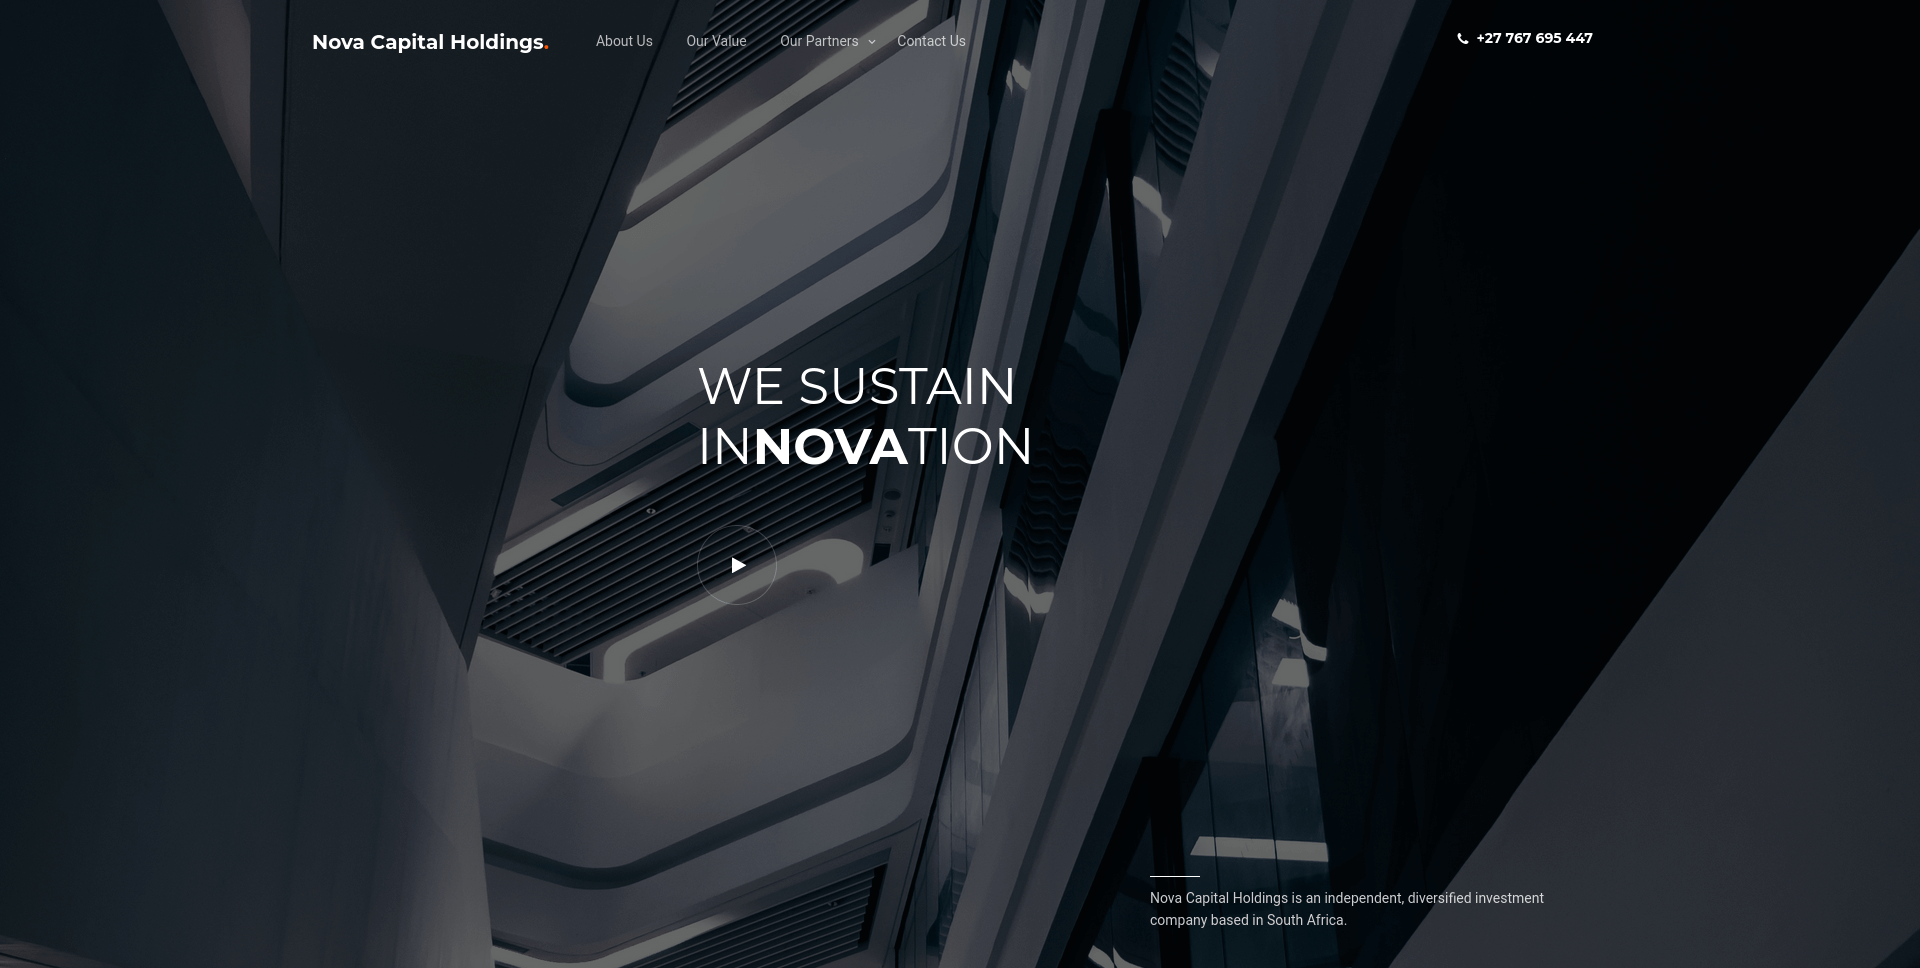 Nova Capital Holdings.
About Us
Our Value
Our Partners
Contact Us
+27 767 695 447
WE SUSTAIN
INNOVATION
Nova Capital Holdings is an independent, diversified investment
company based in South Africa.